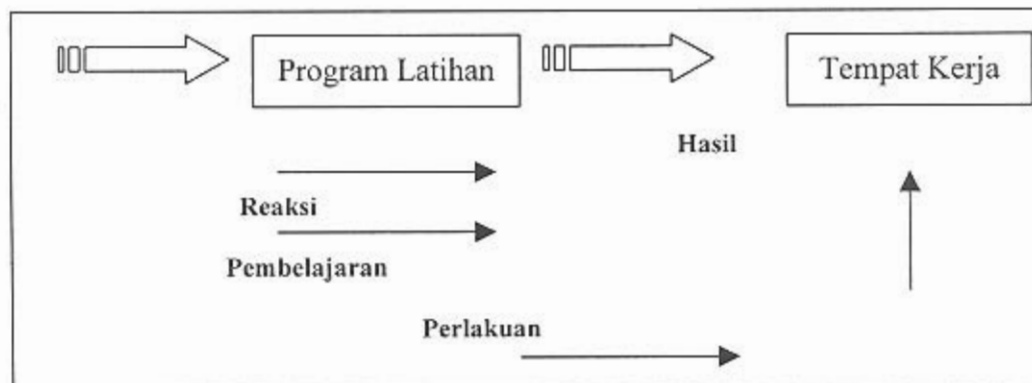 Program Latihan
Tempat Kerja
Hasil
Reaksi
Pembelajaran
Perlakuan